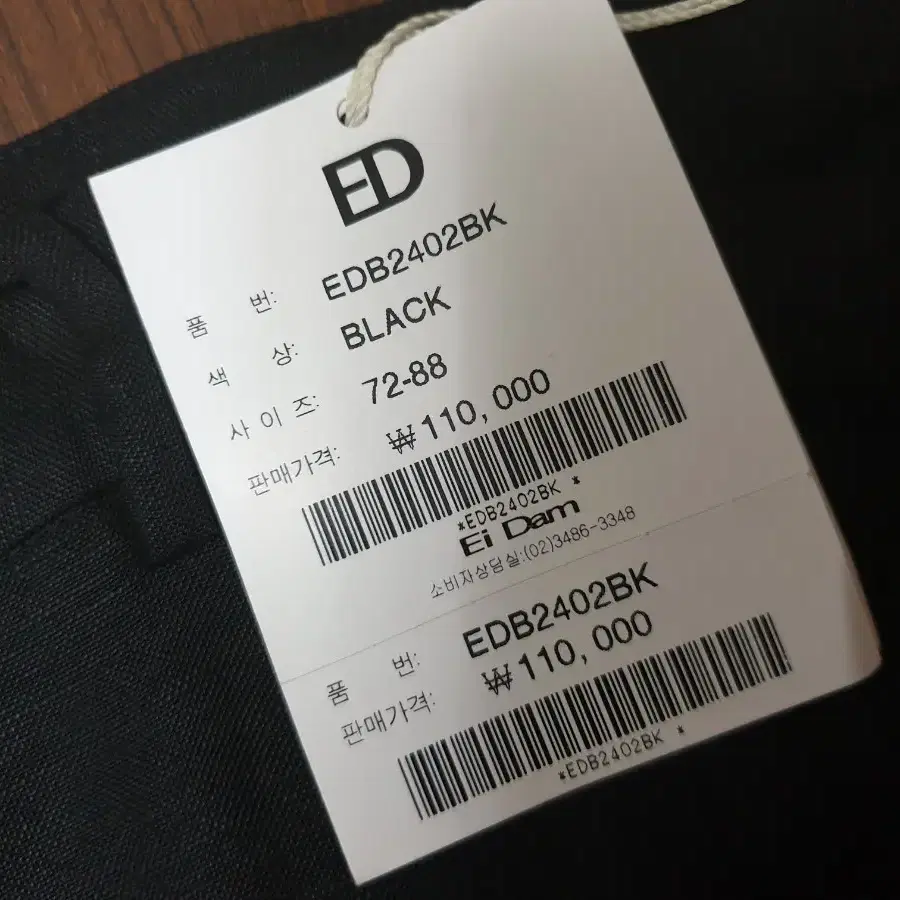 ED
품 번: EDB2402BK
색 상: BLACK
사 이 즈: 72-88
판매가격: ₩110,000
*EDB2402BK *
Ei Dam
소비자상담실:(02)3486-3348
품 번: EDB2402BK
판매가격: ₩110,000
*EDB2402BK *